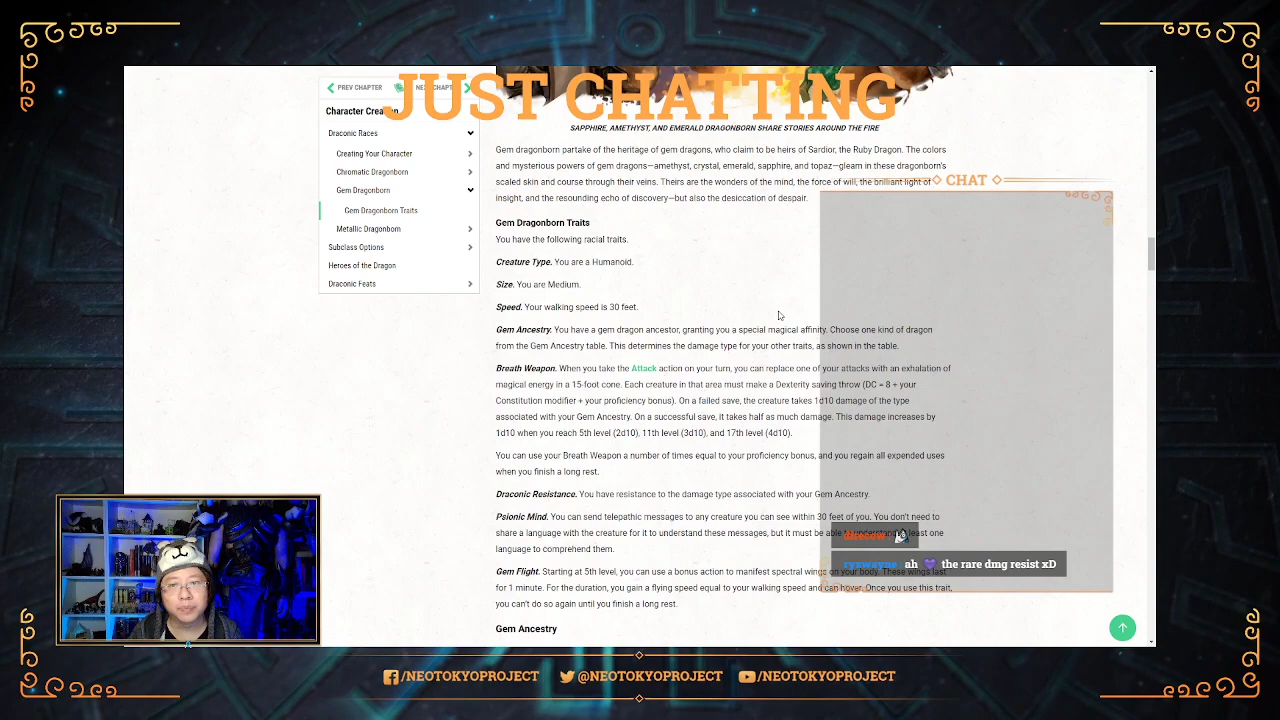 JUST CHATTING
PREV CHAPTER
Character Creation
Draconic Races
Creating Your Character
Chromatic Dragonborn
Gem Dragonborn
Gem Dragonborn Traits
Metallic Dragonborn
Subclass Options
Heroes of the Dragon
Draconic Feats
SAPPHIRE, AMETHYST, AND EMERALD DRAGONBORN SHARE STORIES AROUND THE FIRE
Gem dragonborn partake of the heritage of gem dragons, who claim to be heirs of Sardior, the Ruby Dragon. The colors
and mysterious powers of gem dragons—amethyst, crystal, emerald, sapphire, and topaz—gleam in these dragonborn's
scaled skin and course through their veins. Theirs are the wonders of the mind, the force of will, the brilliant light of
insight, and the resounding echo of discovery—but also the desiccation of despair.
Gem Dragonborn Traits
You have the following racial traits.
Creature Type. You are a Humanoid.
Size. You are Medium.
Speed. Your walking speed is 30 feet.
Gem Ancestry. You have a gem dragon ancestor, granting you a special magical affinity. Choose one kind of dragon
from the Gem Ancestry table. This determines the damage type for your other traits, as shown in the table.
Breath Weapon. When you take the Attack action on your turn, you can replace one of your attacks with an exhalation of
magical energy in a 15-foot cone. Each creature in that area must make a Dexterity saving throw (DC = 8 + your
Constitution modifier + your proficiency bonus). On a failed save, the creature takes 1d10 damage of the type
associated with your Gem Ancestry. On a successful save, it takes half as much damage. This damage increases by
1d10 when you reach 5th level (2d10), 11th level (3d10), and 17th level (4d10).
You can use your Breath Weapon a number of times equal to your proficiency bonus, and you regain all expended uses
when you finish a long rest.
Draconic Resistance. You have resistance to the damage type associated with your Gem Ancestry.
Psionic Mind. You can send telepathic messages to any creature you can see within 30 feet of you. You don't need to
share a language with the creature for it to understand these messages, but it must be able to understand at least one
language to comprehend them.
Gem Flight. Starting at 5th level, you can use a bonus action to manifest spectral wings on your body. These wings last
for 1 minute. For the duration, you gain a flying speed equal to your walking speed and can hover. Once you use this trait,
you can't do so again until you finish a long rest.
Gem Ancestry
CHAT
ah the rare dmg resist xD
/NEOTOKYOPROJECT
@NEOTOKYOPROJECT
/NEOTOKYOPROJECT